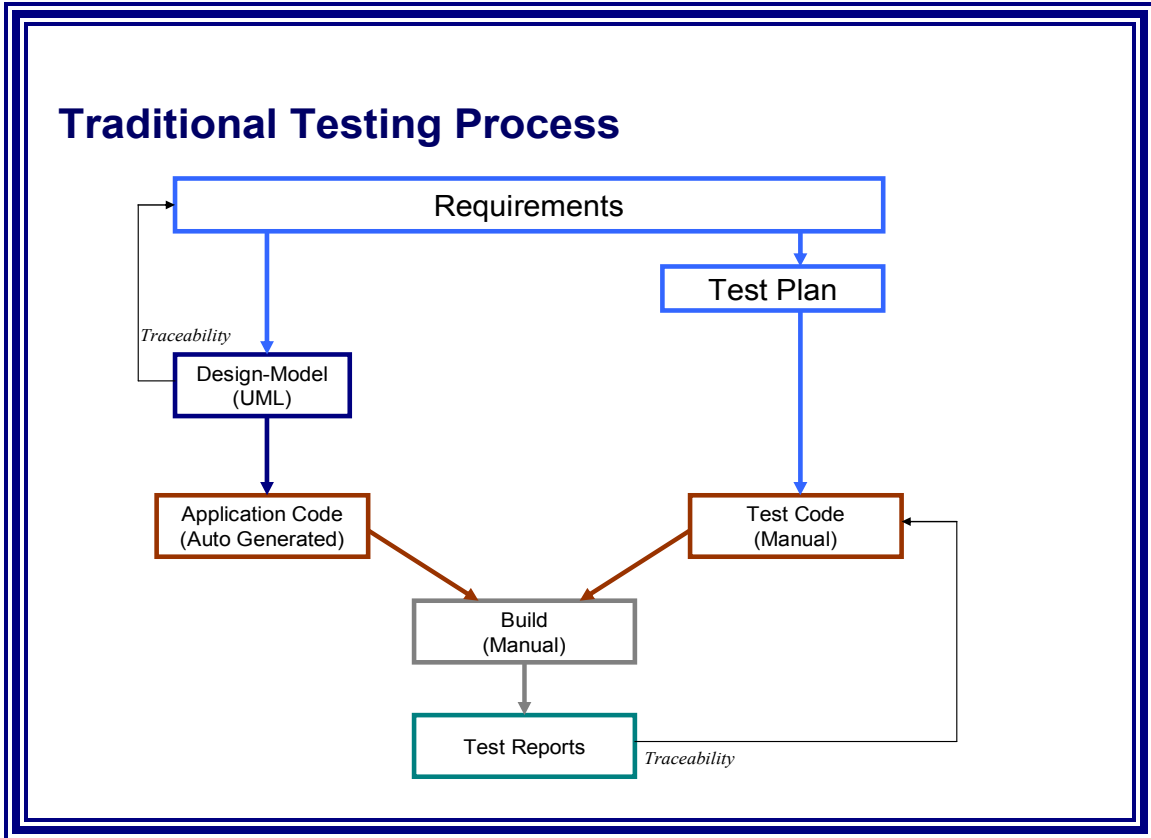 Traditional Testing Process
Requirements
Test Plan
Traceability
Design-Model
(UML)
Application Code
(Auto Generated)
Test Code
(Manual)
Build
(Manual)
Test Reports
Traceability